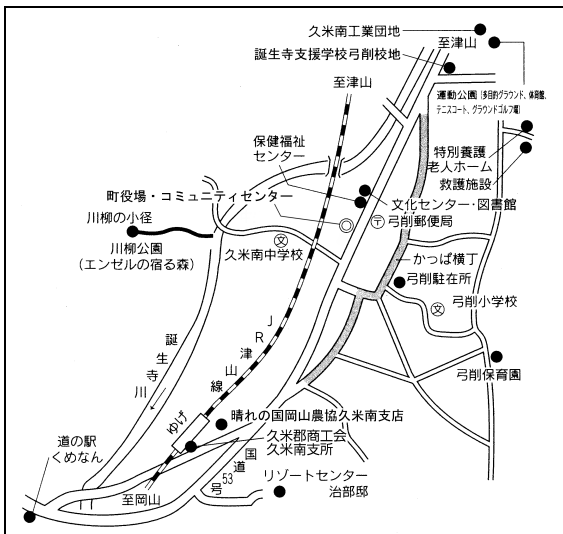 久米南工業団地
至津山
誕生寺支援学校弓削校地
至津山
運動公園(多目的グラウンド、体育館、
テニスコート、グラウンドゴルフ場)
保健福祉
センター
特別養護
老人ホーム
救護施設
町役場・コミュニティセンター
文化センター・図書館
〒弓削郵便局
川柳の小径
川柳公園
(エンゼルの宿る森)
文
久米南中学校
かっぱ横丁
弓削駐在所
文
弓削小学校
JR津山線
誕生寺川
弓削保育園
ゆげ
晴れの国岡山農協久米南支店
久米郡商工会
久米南支所
道の駅
くめなん
国道53号
至岡山
リゾートセンター
治部邸